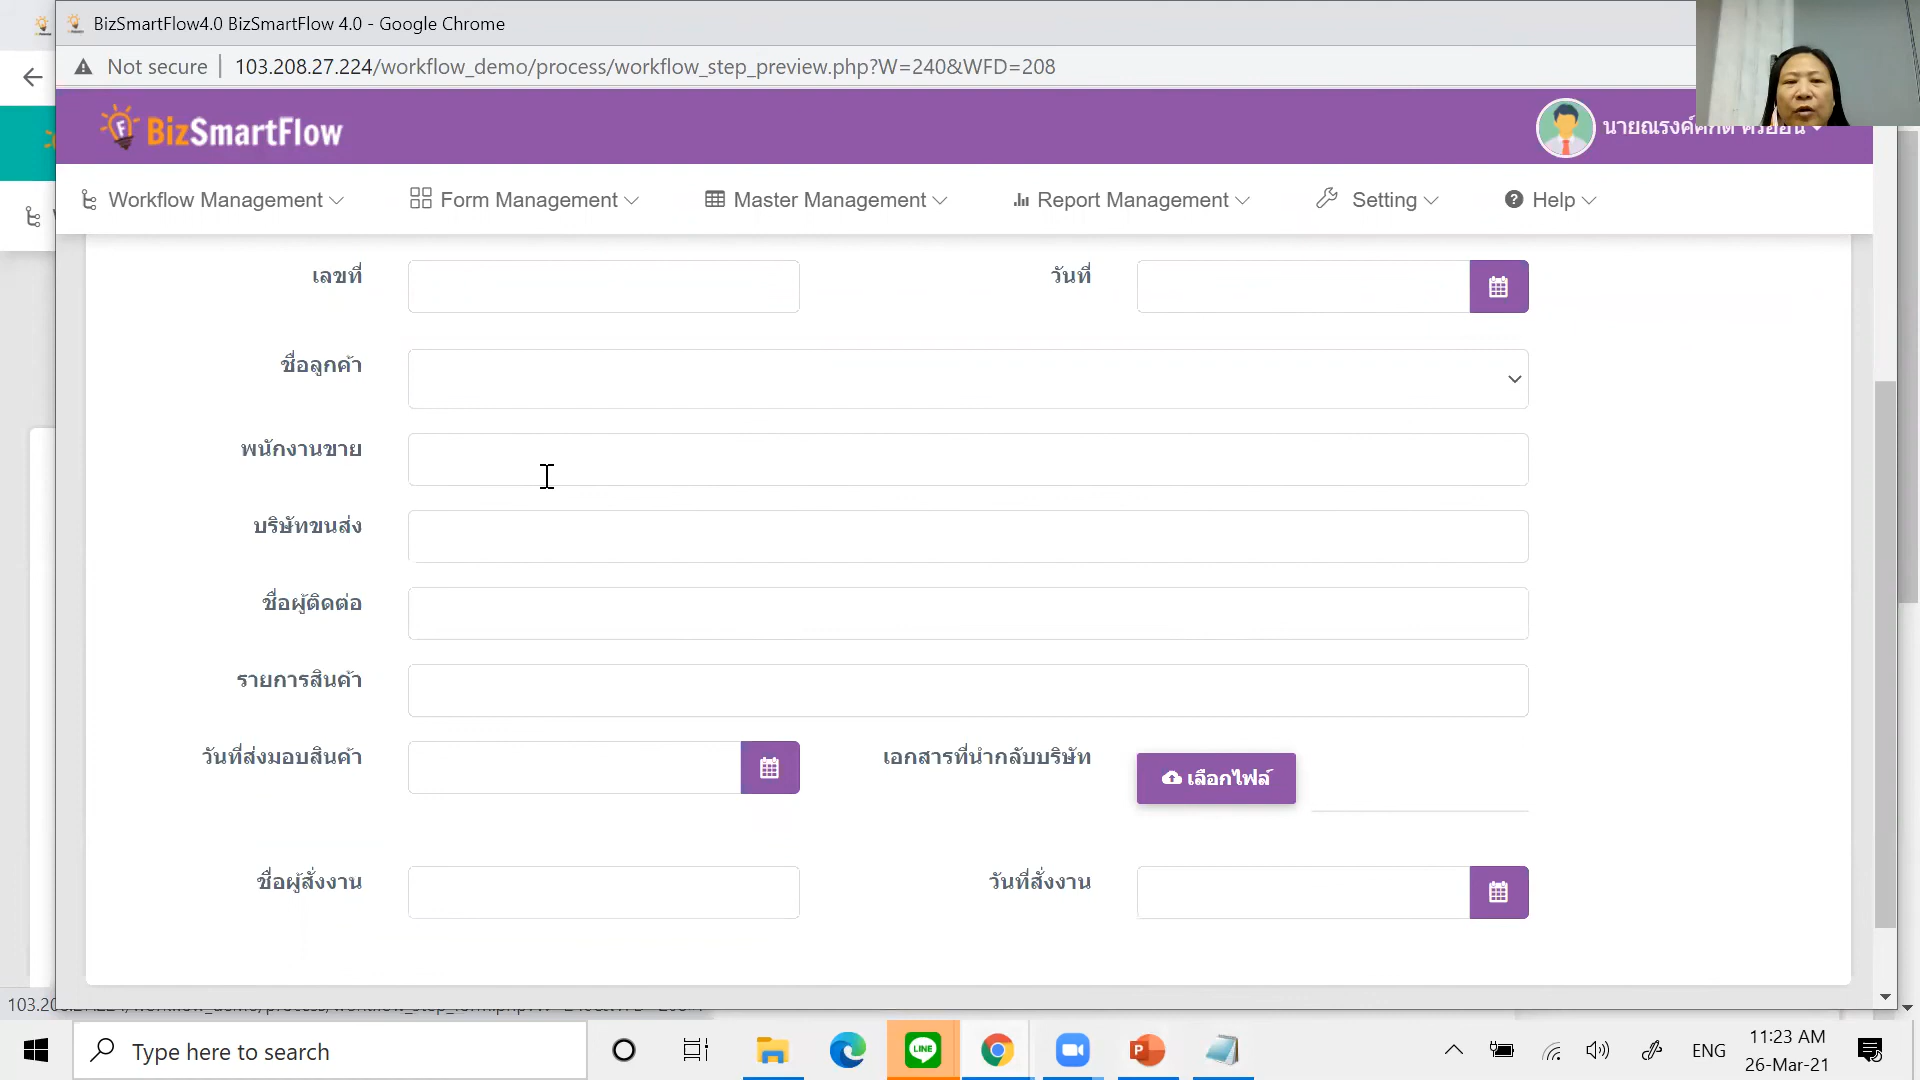 BizSmartFlow4.0 BizSmartFlow 4.0 - Google Chrome
Not secure | 103.208.27.224/workflow_demo/process/workflow_step_preview.php?W=240&WFD=208
BizSmartFlow
Workflow Management Form Management Master Management Report Management Setting Help
เลขที่ วันที่
ชื่อลูกค้า
พนักงานขาย
บริษัทขนส่ง
ชื่อผู้ติดต่อ
รายการสินค้า
วันที่ส่งมอบสินค้า เอกสารที่นำกลับบริษัท เลือกไฟล์
ชื่อผู้สั่งงาน วันที่สั่งงาน
Type here to search
LINE
ENG
11:23 AM
26-Mar-21